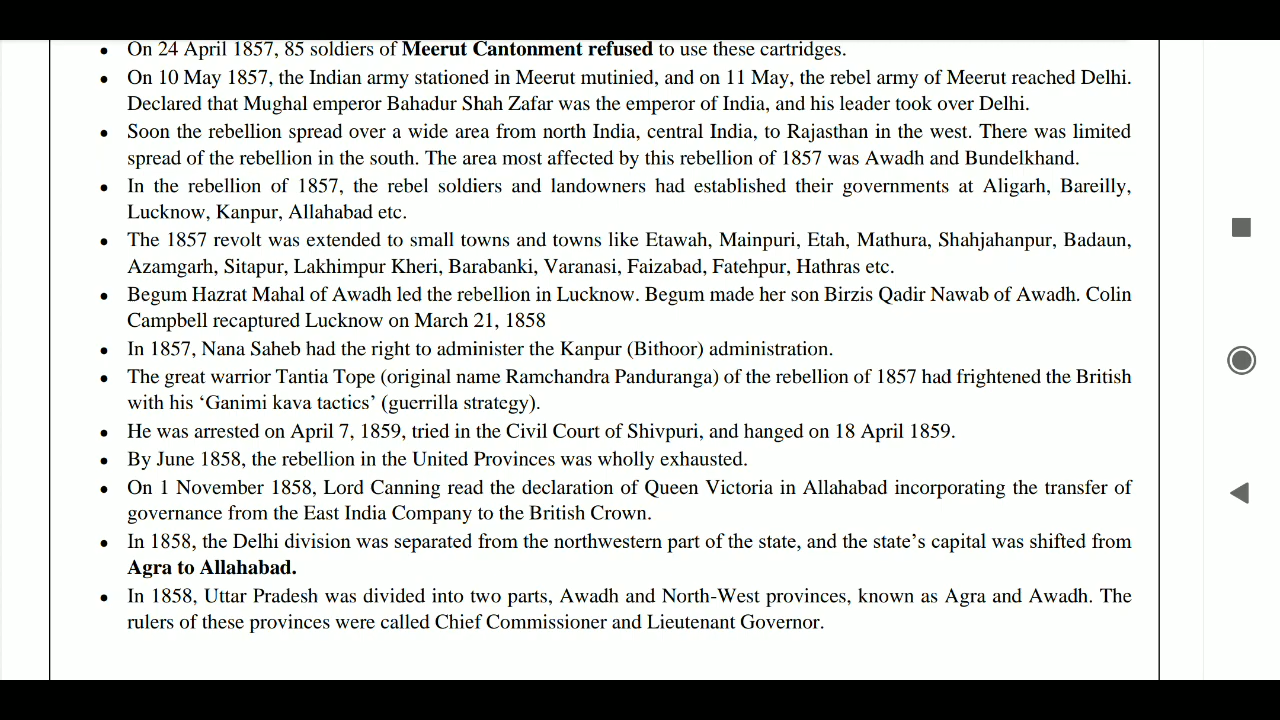 • On 24 April 1857, 85 soldiers of Meerut Cantonment refused to use these cartridges.
• On 10 May 1857, the Indian army stationed in Meerut mutinied, and on 11 May, the rebel army of Meerut reached Delhi.
Declared that Mughal emperor Bahadur Shah Zafar was the emperor of India, and his leader took over Delhi.
• Soon the rebellion spread over a wide area from north India, central India, to Rajasthan in the west. There was limited
spread of the rebellion in the south. The area most affected by this rebellion of 1857 was Awadh and Bundelkhand.
• In the rebellion of 1857, the rebel soldiers and landowners had established their governments at Aligarh, Bareilly,
Lucknow, Kanpur, Allahabad etc.
• The 1857 revolt was extended to small towns and towns like Etawah, Mainpuri, Etah, Mathura, Shahjahanpur, Badaun,
Azamgarh, Sitapur, Lakhimpur Kheri, Barabanki, Varanasi, Faizabad, Fatehpur, Hathras etc.
• Begum Hazrat Mahal of Awadh led the rebellion in Lucknow. Begum made her son Birzis Qadir Nawab of Awadh. Colin
Campbell recaptured Lucknow on March 21, 1858
• In 1857, Nana Saheb had the right to administer the Kanpur (Bithoor) administration.
• The great warrior Tantia Tope (original name Ramchandra Panduranga) of the rebellion of 1857 had frightened the British
with his ‘Ganimi kava tactics’ (guerrilla strategy).
• He was arrested on April 7, 1859, tried in the Civil Court of Shivpuri, and hanged on 18 April 1859.
• By June 1858, the rebellion in the United Provinces was wholly exhausted.
• On 1 November 1858, Lord Canning read the declaration of Queen Victoria in Allahabad incorporating the transfer of
governance from the East India Company to the British Crown.
• In 1858, the Delhi division was separated from the northwestern part of the state, and the state’s capital was shifted from
Agra to Allahabad.
• In 1858, Uttar Pradesh was divided into two parts, Awadh and North-West provinces, known as Agra and Awadh. The
rulers of these provinces were called Chief Commissioner and Lieutenant Governor.